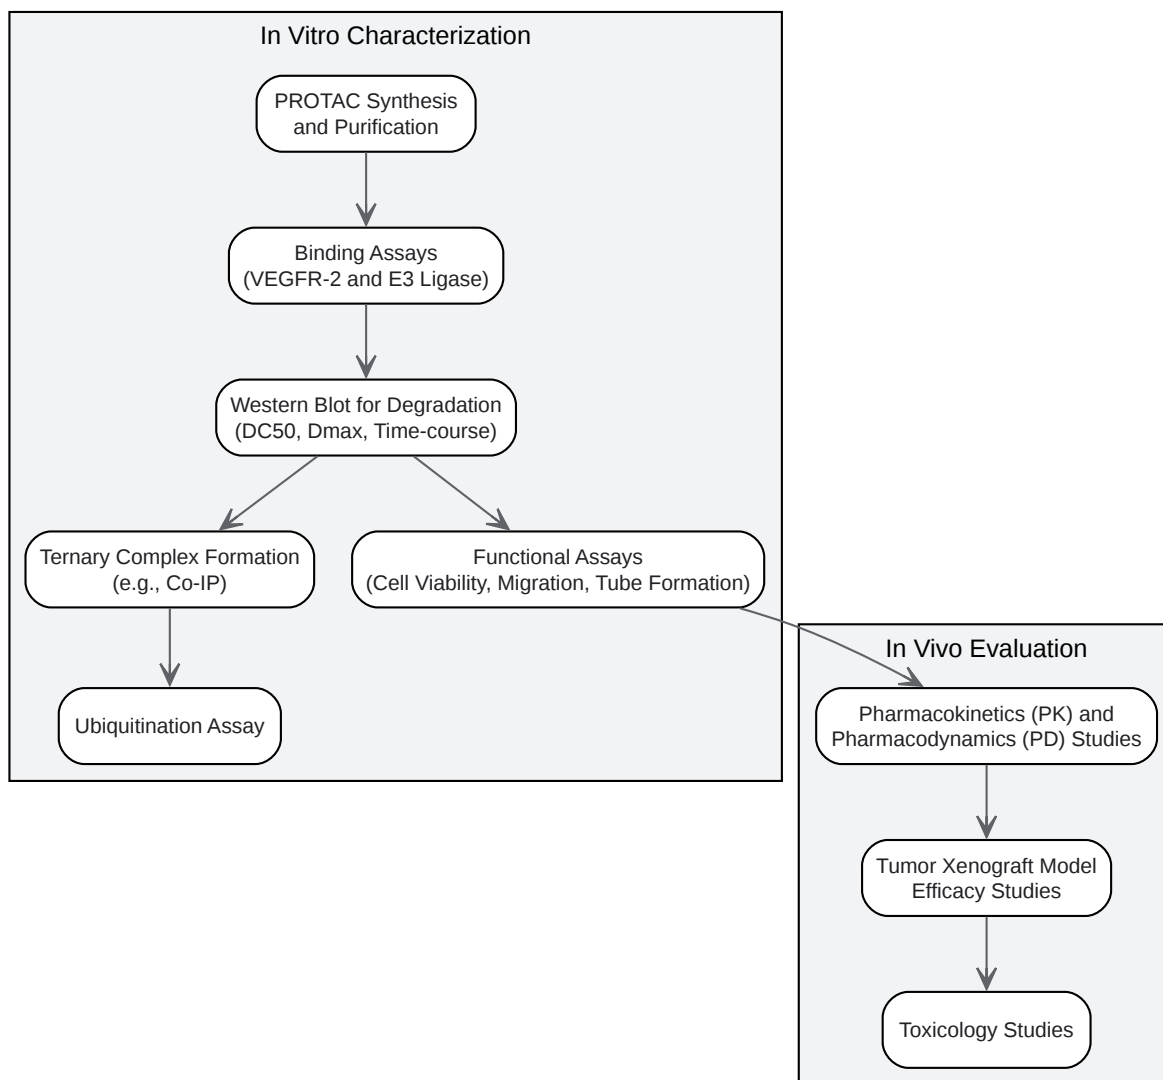 In Vitro Characterization
PROTAC Synthesis
and Purification
Binding Assays
(VEGFR-2 and E3 Ligase)
Western Blot for Degradation
(DC50, Dmax, Time-course)
Ternary Complex Formation
(e.g., Co-IP)
Functional Assays
(Cell Viability, Migration, Tube Formation)
Ubiquitination Assay
In Vivo Evaluation
Pharmacokinetics (PK) and
Pharmacodynamics (PD) Studies
Tumor Xenograft Model
Efficacy Studies
Toxicology Studies